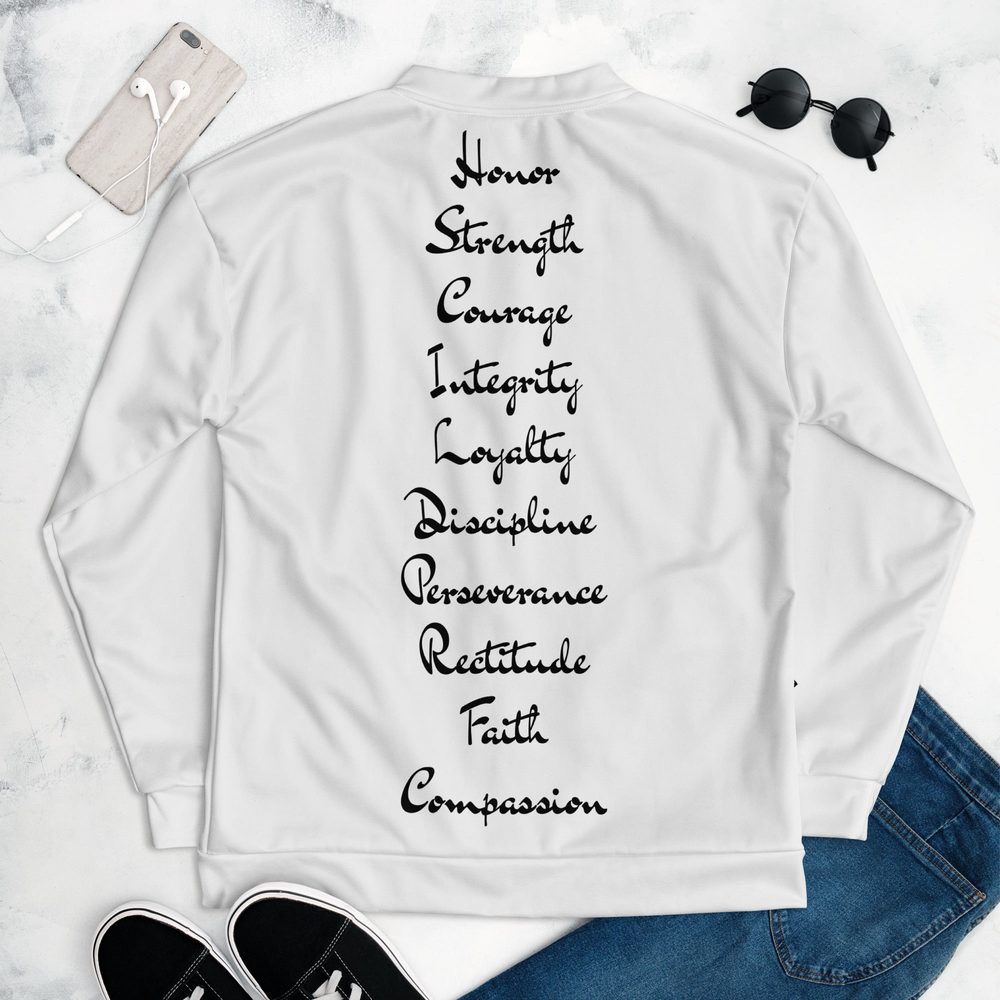 Honor
Strength
Courage
Integrity
Loyalty
Discipline
Perseverance
Rectitude
Faith
Compassion